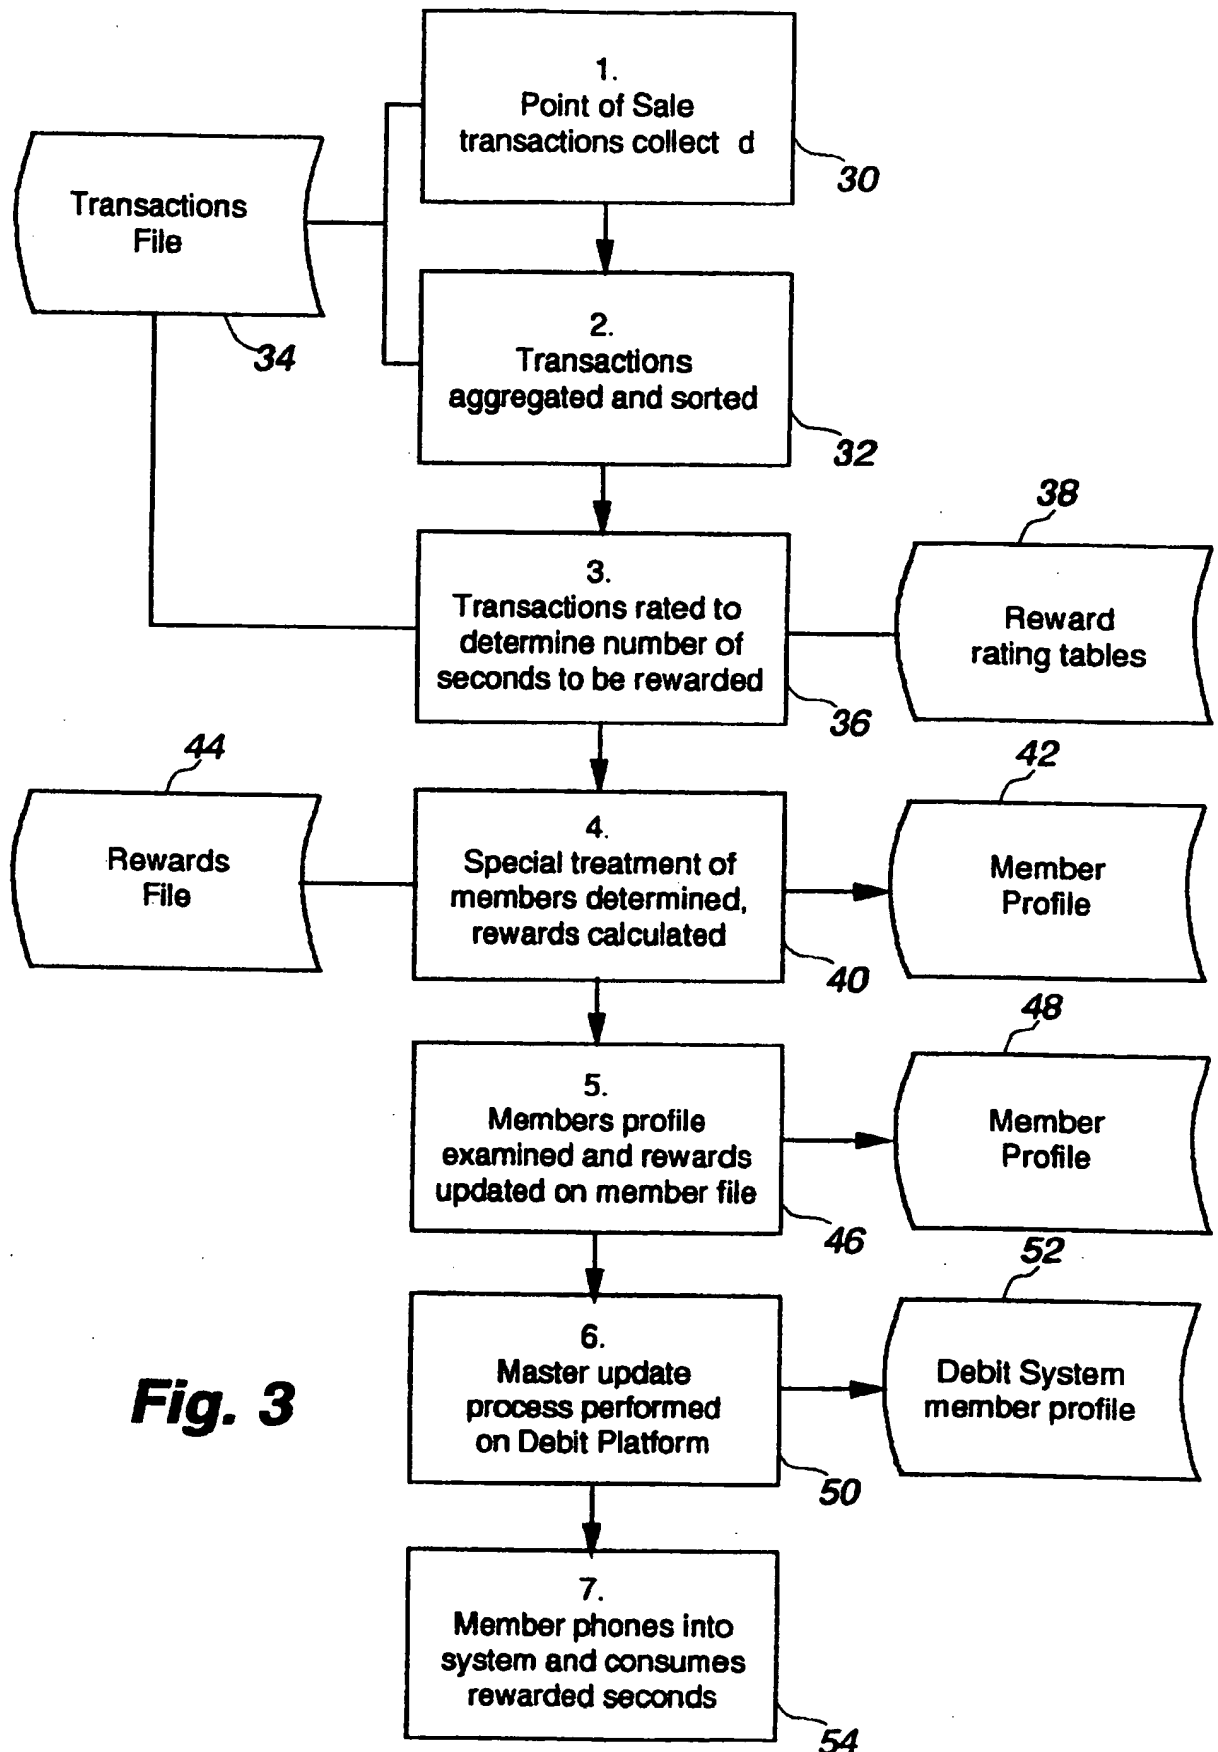 1.
Point of Sale
transactions collect d
30
Transactions
File
34
2.
Transactions
aggregated and sorted
32
38
3.
Transactions rated to
determine number of
seconds to be rewarded
36
Reward
rating tables
44
Rewards
File
4.
Special treatment of
members determined,
rewards calculated
40
42
Member
Profile
5.
Members profile
examined and rewards
updated on member file
46
48
Member
Profile
6.
Master update
process performed
on Debit Platform
50
52
Debit System
member profile
Fig. 3
7.
Member phones into
system and consumes
rewarded seconds
54